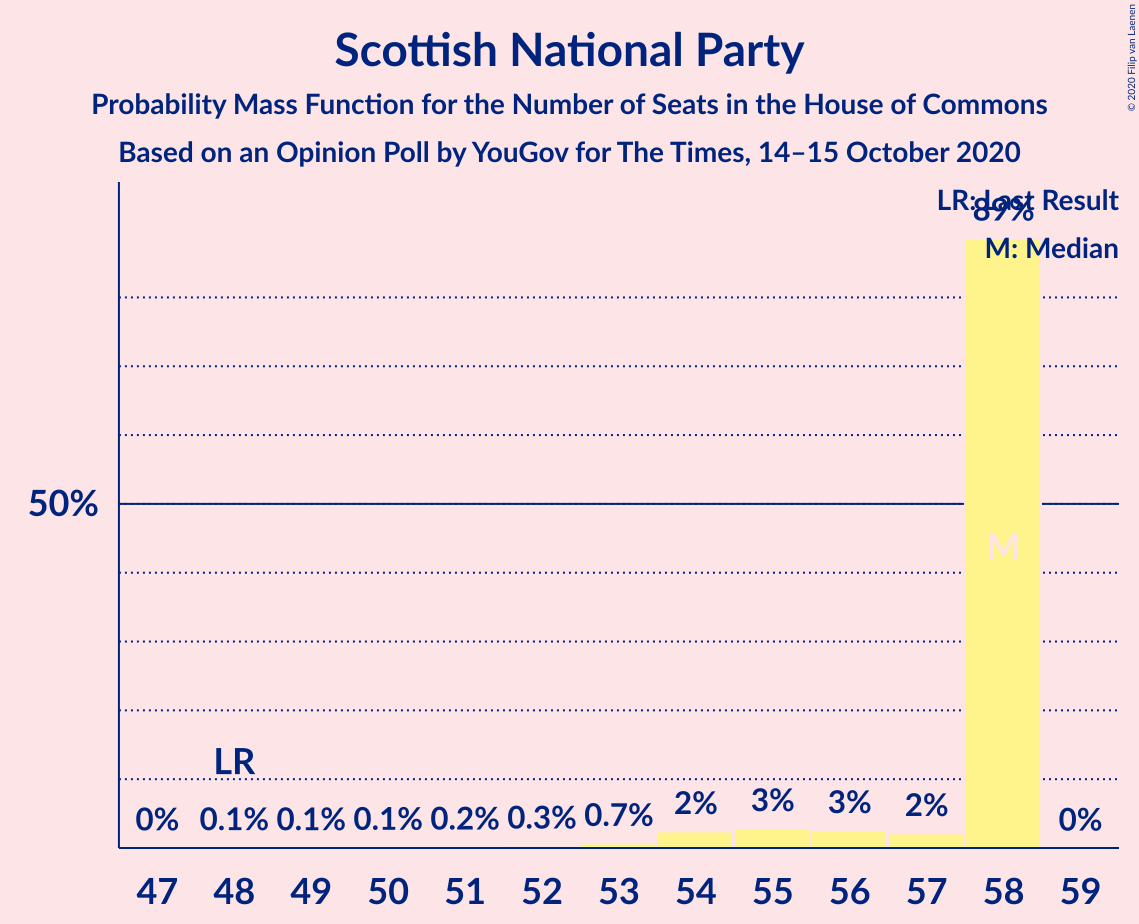 Scottish National Party
Probability Mass Function for the Number of Seats in the House of Commons
Based on an Opinion Poll by YouGov for The Times, 14–15 October 2020
© 2020 Filip van Laenen
LR: Last Result
89%
M: Median
50%
M
LR
0% 0.1% 0.1% 0.1% 0.2% 0.3% 0.7% 2% 3% 3% 2% 0%
47 48 49 50 51 52 53 54 55 56 57 58 59